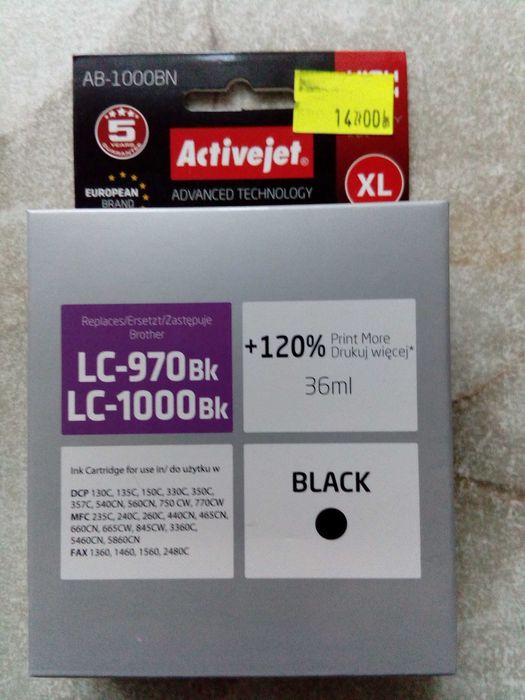 AB-1000BN
14zł00
5
YEARS
GUARANTEE
Activejet®
XL
EUROPEAN
BRAND
ADVANCED TECHNOLOGY
Replaces/Ersetzt/Zastępuje
Brother
LC-970Bk
LC-1000Bk
+120% Print More
Drukuj więcej*
36ml
Ink Cartridge for use in/ do użytku w
DCP 130C, 135C, 150C, 330C, 350C,
357C, 540CN, 560CN, 750 CW, 770CW
MFC 235C, 240C, 260C, 440CN, 465CN,
660CN, 665CW, 845CW, 3360C,
5460CN, 5860CN
FAX 1360, 1460, 1560, 2480C
BLACK